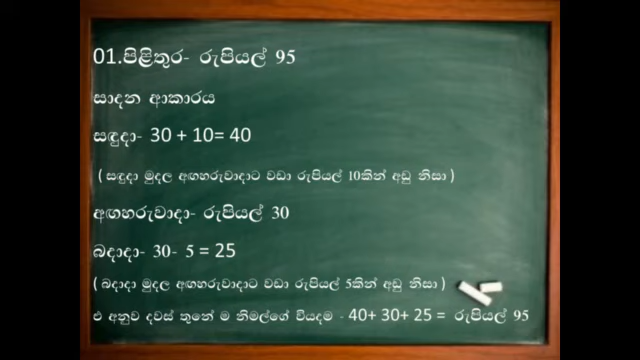 01.පිළිතුර- රුපියල් 95
සාදන ආකාරය
සඳුදා- 30 + 10= 40
( සඳුදා මුදල අඟහරුවාදාට වඩා රුපියල් 10කින් අඩු නිසා )
අඟහරුවාදා- රුපියල් 30
බදාදා- 30- 5 = 25
( බදාදා මුදල අඟහරුවාදාට වඩා රුපියල් 5කින් අඩු නිසා )
ඒ අනුව දවස් තුනේ ම නිමල්ගේ වියදම - 40+ 30+ 25 = රුපියල් 95